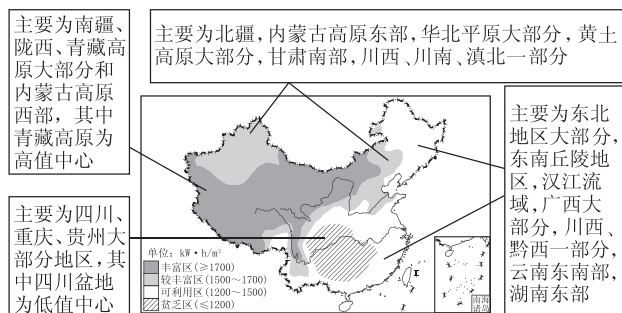 主要为南疆、
陇西、青藏高
原大部分和
内蒙古高原
西部，其中
青藏高原为
高值中心
主要为北疆，内蒙古高原东部，华北平原大部分，黄土
高原大部分，甘肃南部，川西、川南、滇北一部分
主要为东北
地区大部分，
东南丘陵地
区，汉江流
域，广西大
部分，川西、
黔西一部分，
云南东南部，
湖南东部
主要为四川、
重庆、贵州大
部分地区，其
中四川盆地
为低值中心
单位：kW·h/m²
丰富区(≥1700)
较丰富区(1500~1700)
可利用区(1200~1500)
贫乏区(≤1200)
南海
诸岛